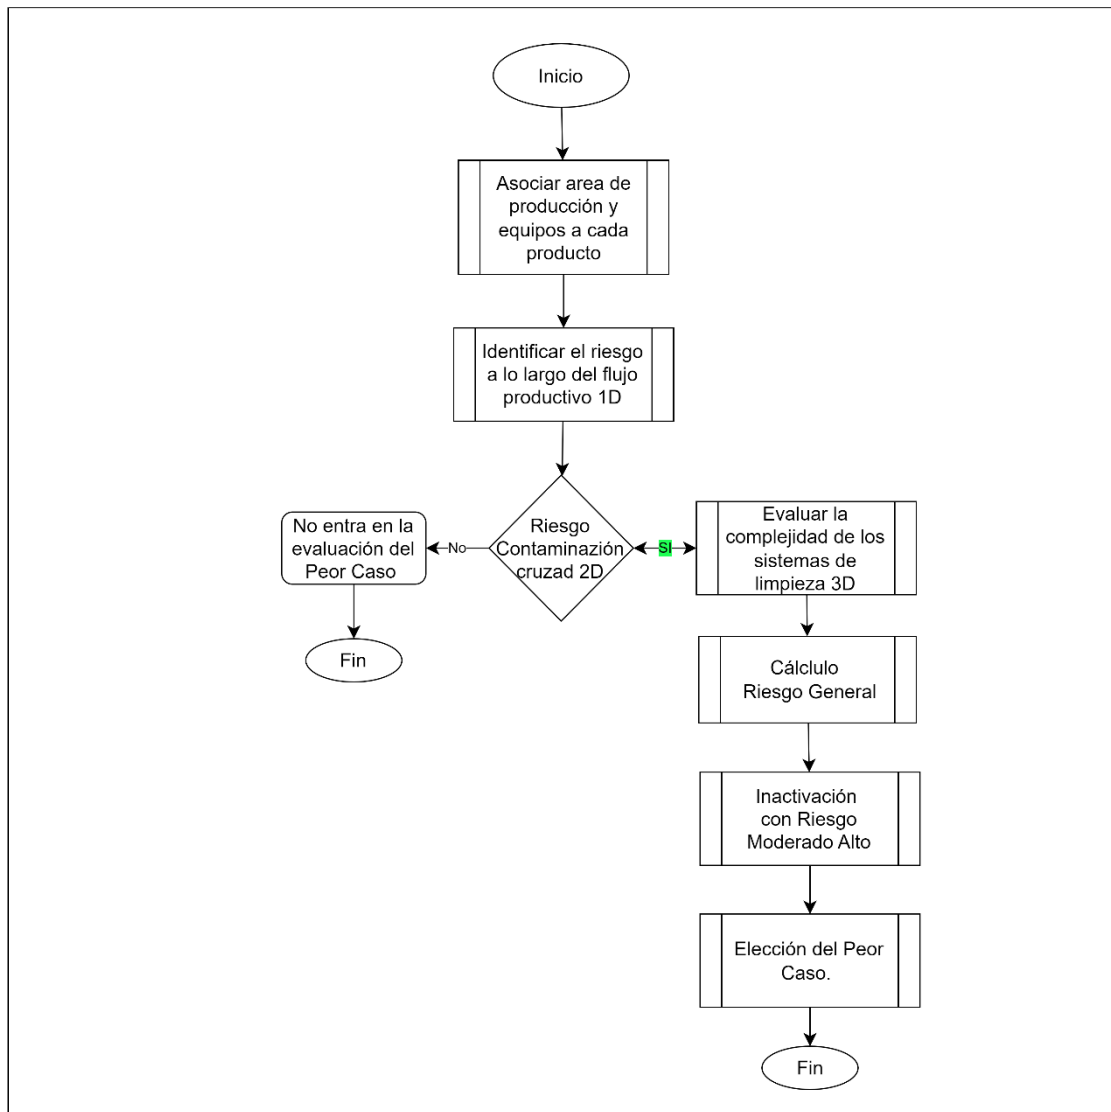 Inicio
Asociar area de
producción y
equipos a cada
producto
Identificar el riesgo
a lo largo del flujo
productivo 1D
Riesgo
Contaminazión
cruzad 2D
No
No entra en la
evaluación del
Peor Caso
Fin
SI
Evaluar la
complejidad de los
sistemas de
limpieza 3D
Cálclulo
Riesgo General
Inactivación
con Riesgo
Moderado Alto
Elección del Peor
Caso.
Fin